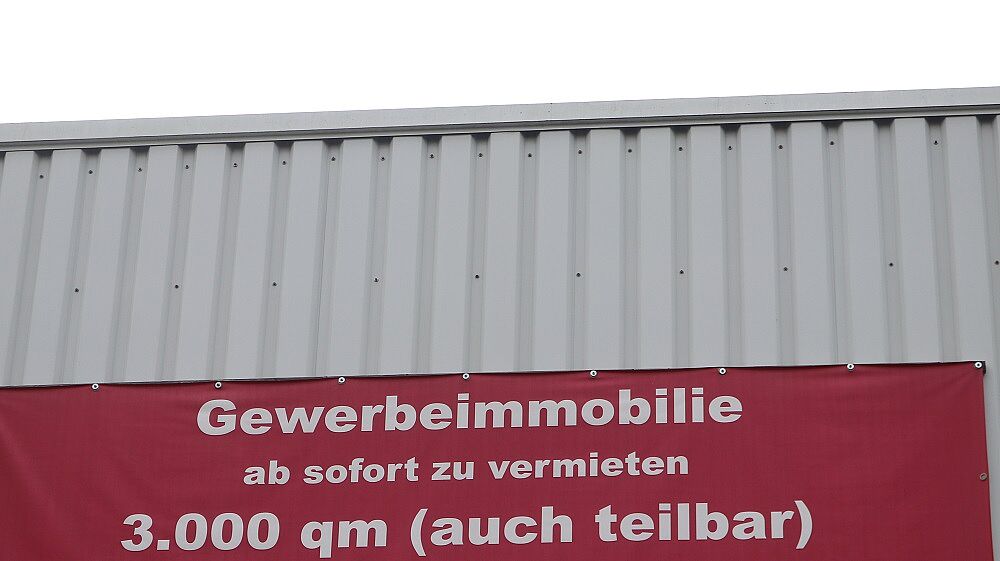 Gewerbeimmobilie
ab sofort zu vermieten
3.000 qm (auch teilbar)